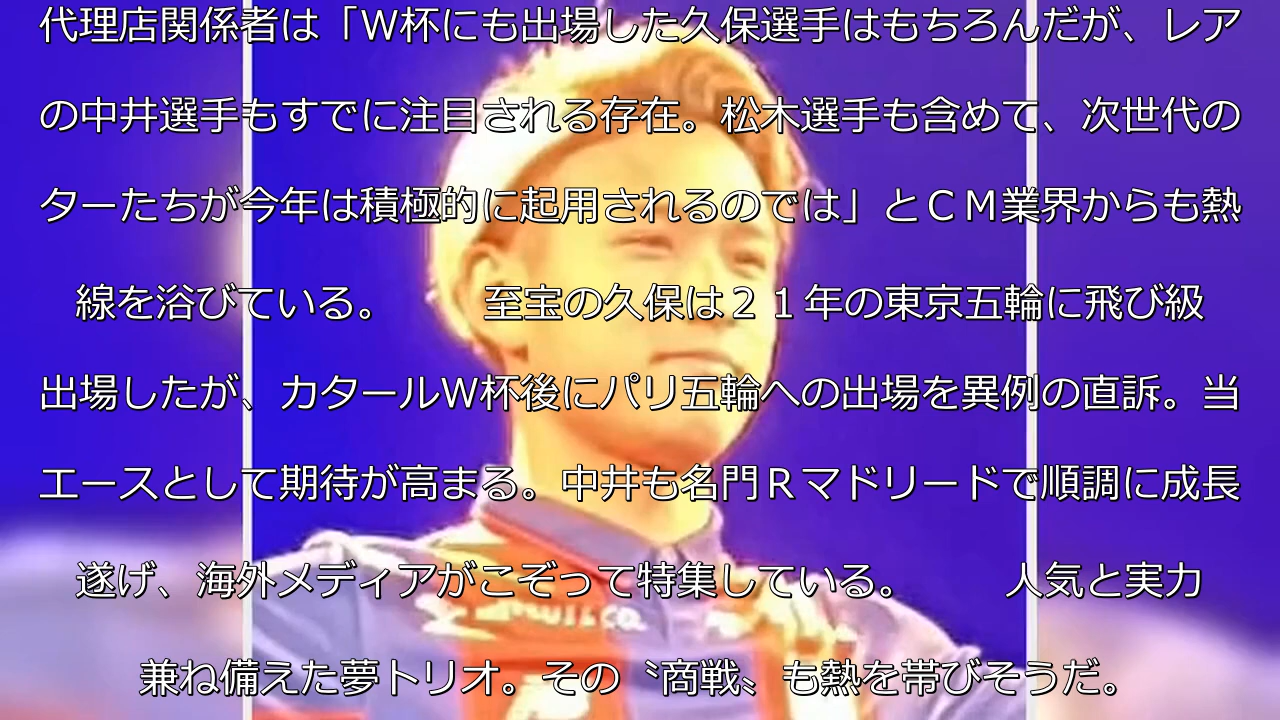 代理店関係者は「Ｗ杯にも出場した久保選手はもちろんだが、レア
の中井選手もすでに注目される存在。松木選手も含めて、次世代の
ターたちが今年は積極的に起用されるのでは」とＣＭ業界からも熱
線を浴びている。　　至宝の久保は２１年の東京五輪に飛び級
出場したが、カタールＷ杯後にパリ五輪への出場を異例の直訴。当
エースとして期待が高まる。中井も名門Ｒマドリードで順調に成長
遂げ、海外メディアがこぞって特集している。　　人気と実力
兼ね備えた夢トリオ。その〝商戦〟も熱を帯びそうだ。